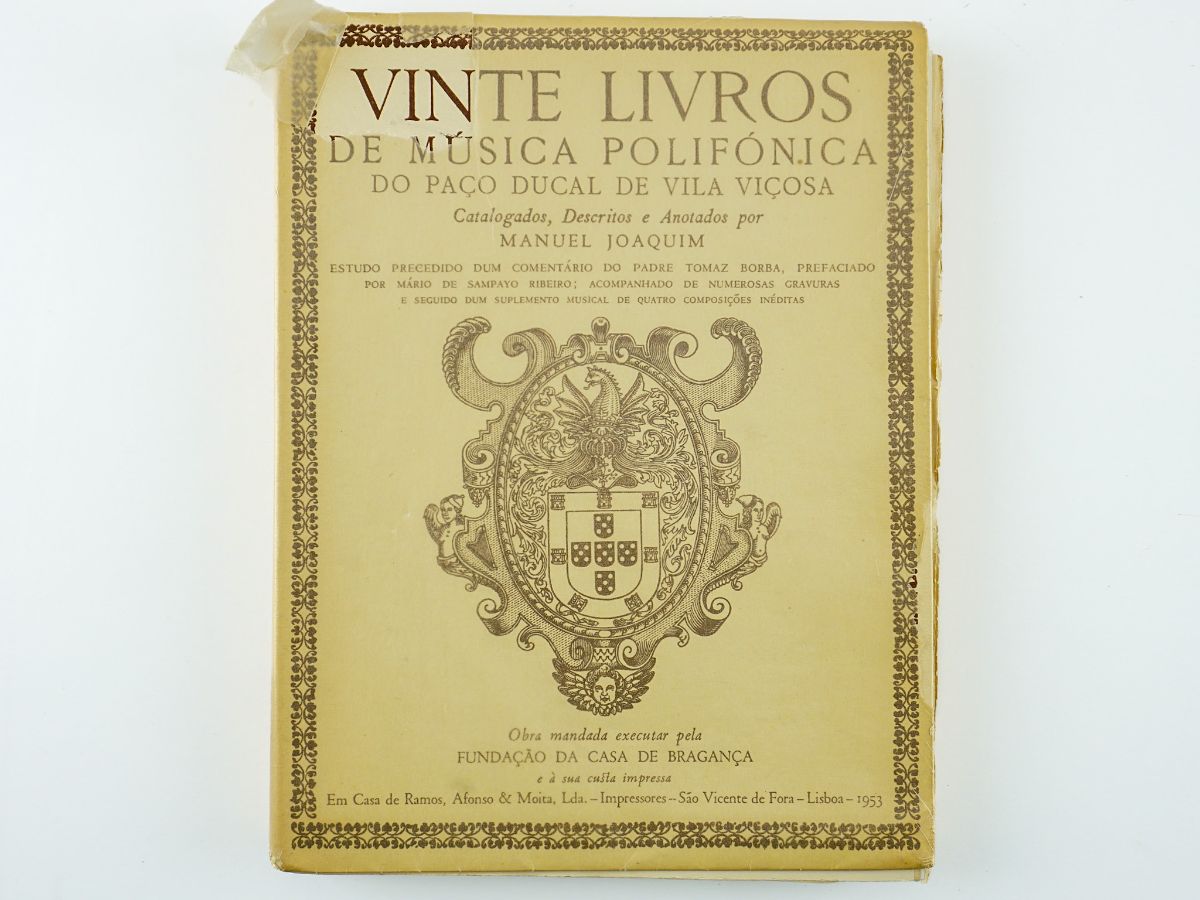 VINTE LIVROS
DE MÚSICA POLIFÓNICA
DO PAÇO DUCAL DE VILA VIÇOSA
Catalogados, Descritos e Anotados por
MANUEL JOAQUIM
ESTUDO PRECEDIDO DUM COMENTÁRIO DO PADRE TOMAZ BORBA, PREFACIADO
POR MÁRIO DE SAMPAYO RIBEIRO; ACOMPANHADO DE NUMEROSAS GRAVURAS
E SEGUIDO DUM SUPLEMENTO MUSICAL DE QUATRO COMPOSIÇÕES INÉDITAS
Obra mandada executar pela
FUNDAÇÃO DA CASA DE BRAGANÇA
e à sua custa impressa
Em Casa de Ramos, Afonso & Moita, Lda. – Impressores – São Vicente de Fora – Lisboa – 1953